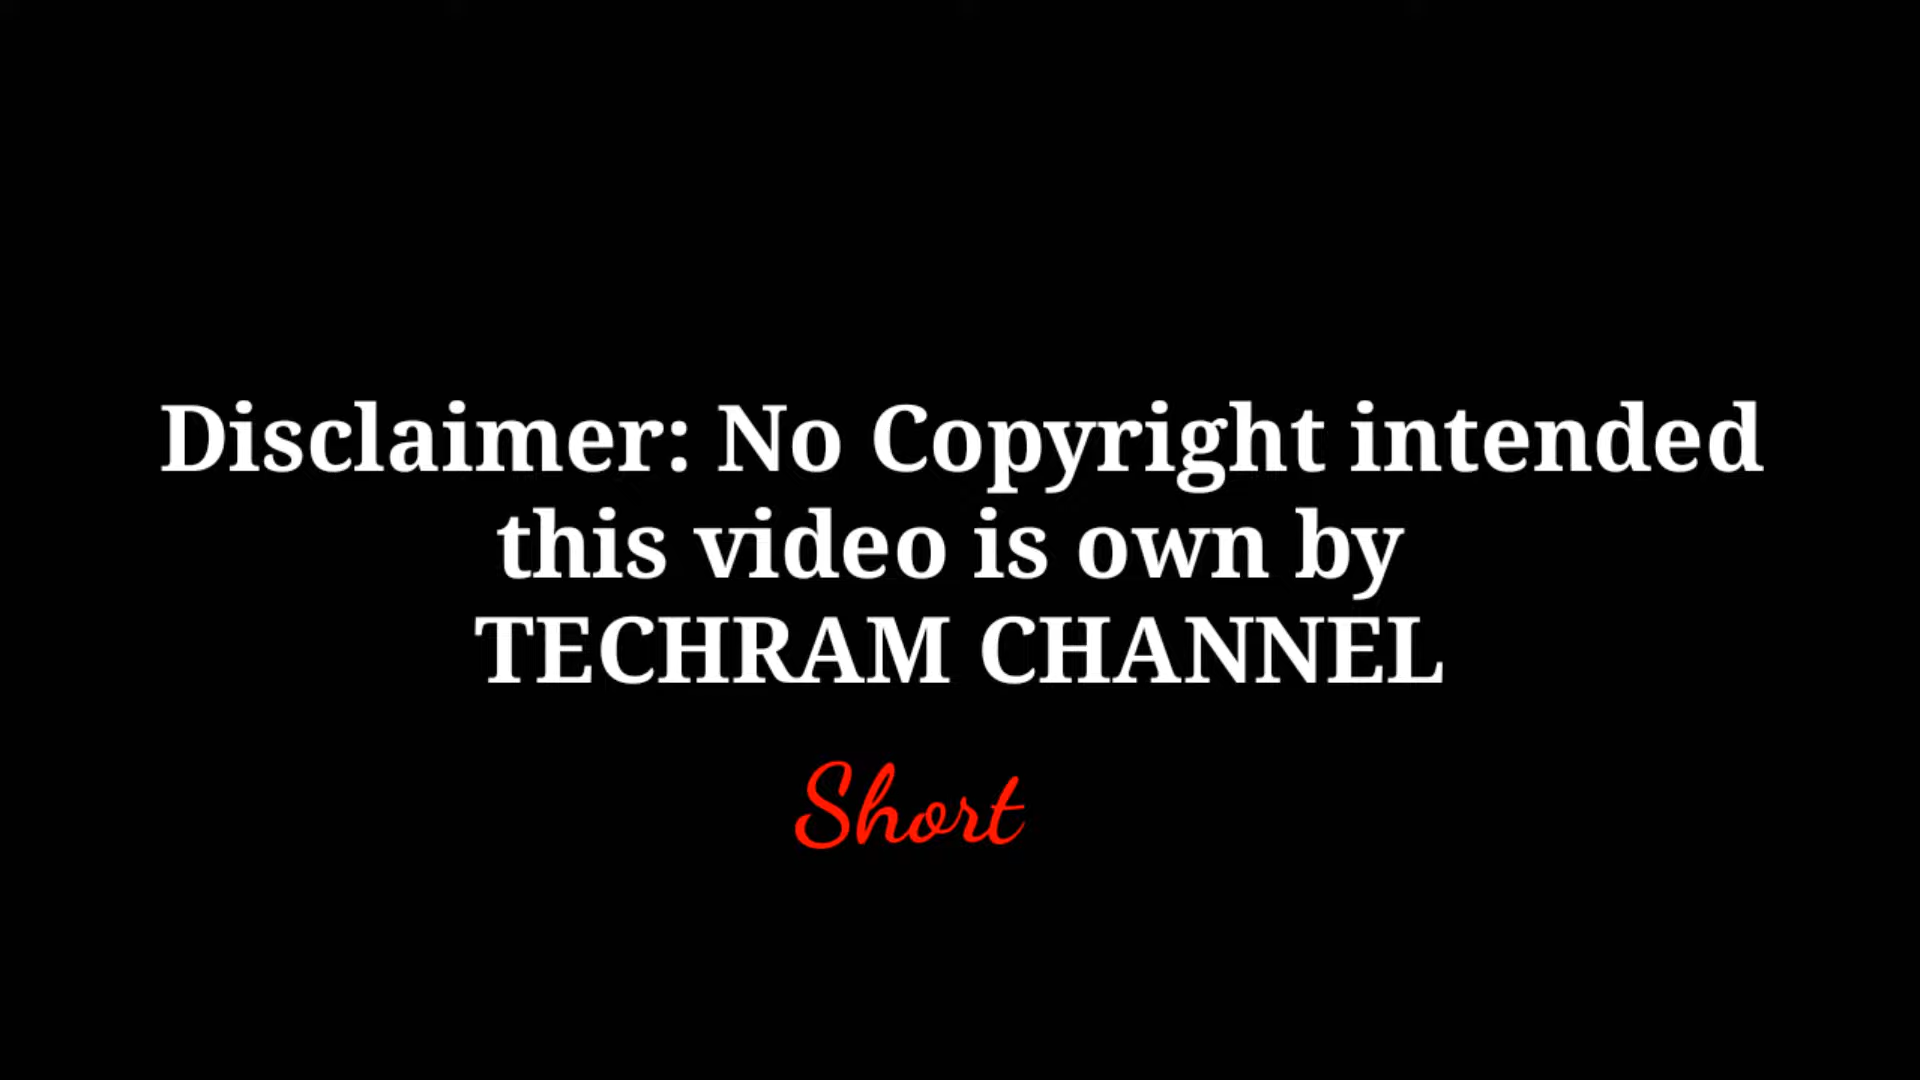 Disclaimer: No Copyright intended
this video is own by
TECHRAM CHANNEL
Short